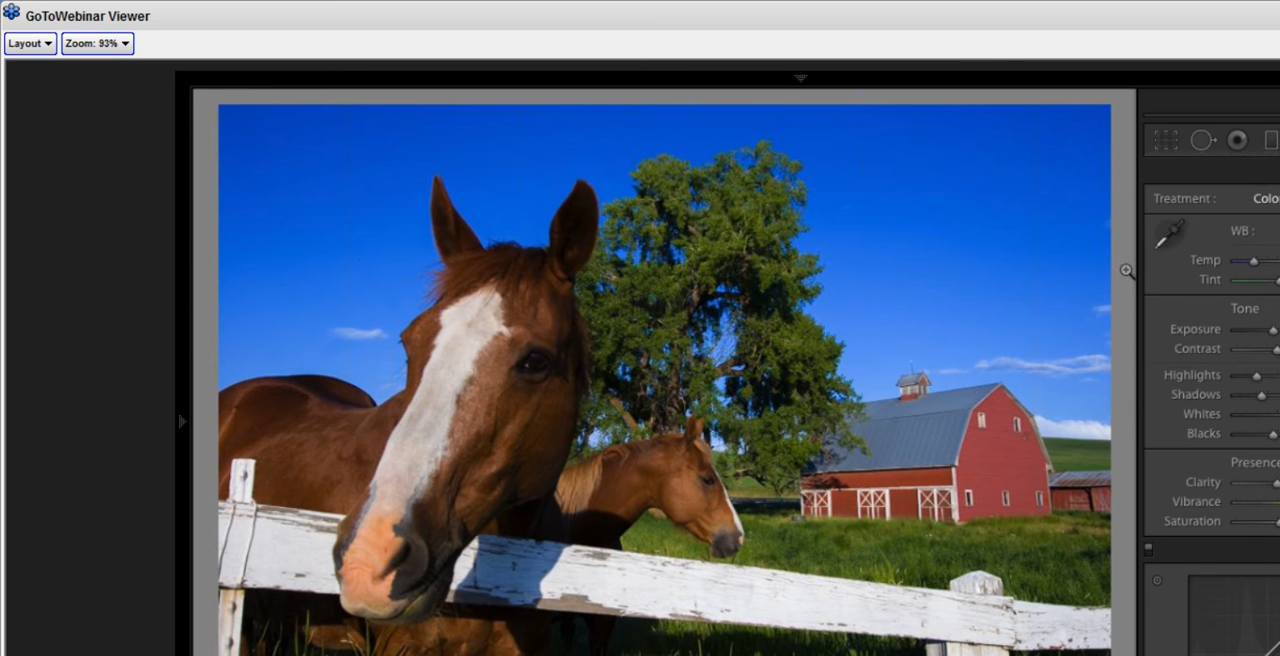 GoToWebinar Viewer
Layout Zoom: 93%
Treatment : Colo
WB :
Temp
Tint
Tone
Exposure
Contrast
Highlights
Shadows
Whites
Blacks
Presence
Clarity
Vibrance
Saturation